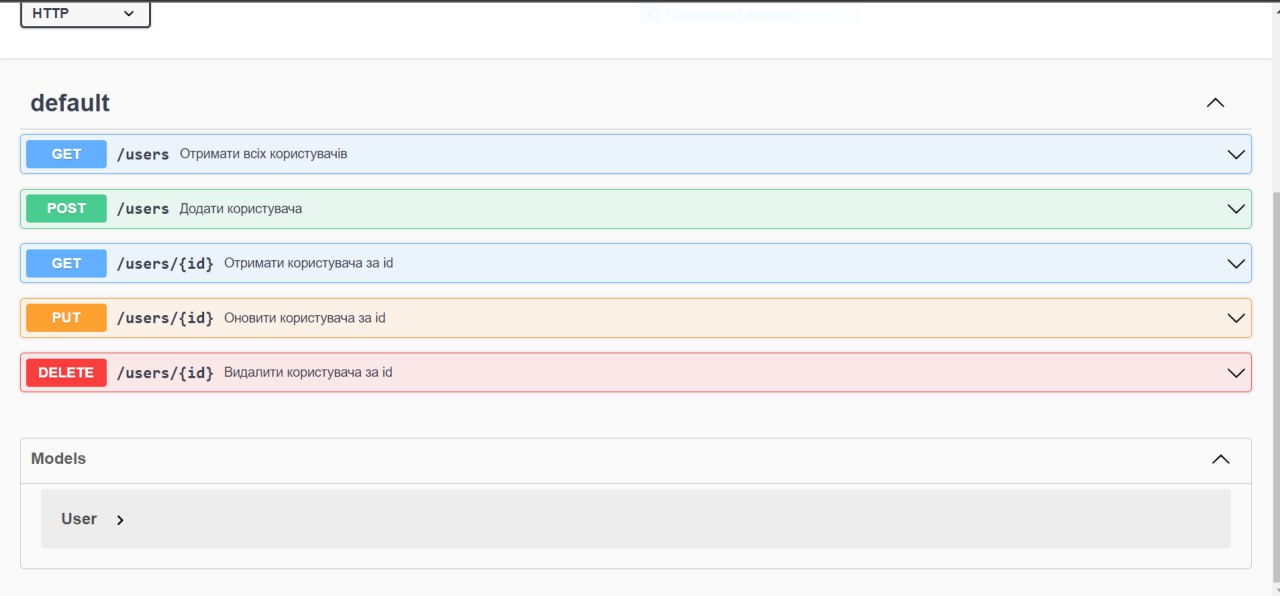 HTTP
default
GET /users Отримати всіх користувачів
POST /users Додати користувача
GET /users/{id} Отримати користувача за id
PUT /users/{id} Оновити користувача за id
DELETE /users/{id} Видалити користувача за id
Models
User